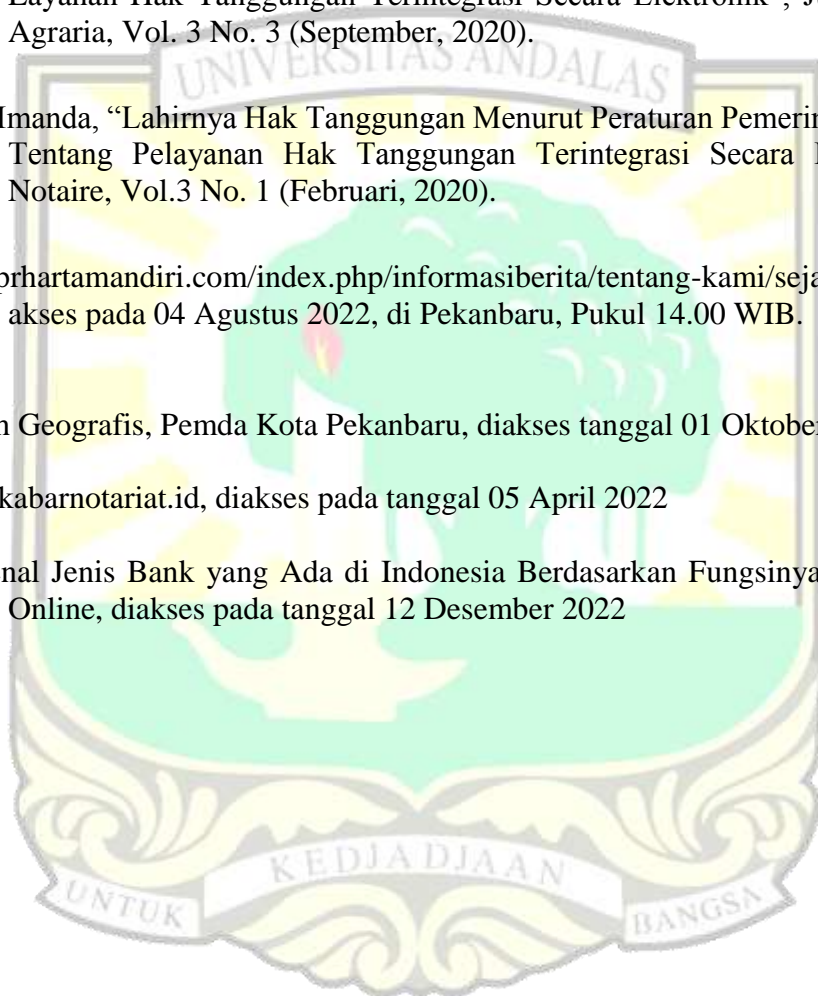 Layanan Hak Tanggungan Terintegrasi Secara Elektronik”,
Agraria, Vol. 3 No. 3 (September, 2020).
UNIVERSITAS ANDALAS
Imanda, “Lahirnya Hak Tanggungan Menurut Peraturan
Tentang Pelayanan Hak Tanggungan Terintegrasi Secara
Notaire, Vol.3 No. 1 (Februari, 2020).
prhartamandiri.com/index.php/informasiberita/tentang-kami/seja
akses pada 04 Agustus 2022, di Pekanbaru, Pukul 14.00 WIB.
Geografis, Pemda Kota Pekanbaru, diakses tanggal 01 Oktober
kabarnotariat.id, diakses pada tanggal 05 April 2022
nal Jenis Bank yang Ada di Indonesia Berdasarkan Fungsinya
Online, diakses pada tanggal 12 Desember 2022
KEDJADJAAN
UNTUK
BANGSA